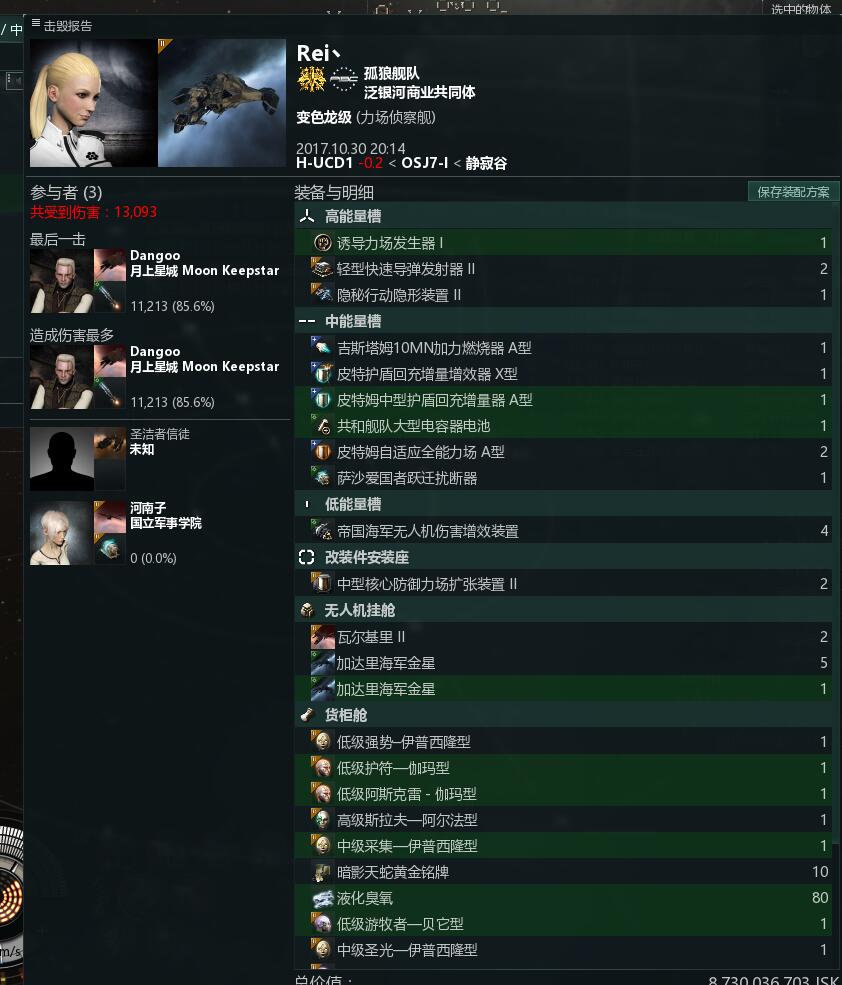 选中的物体
/ 中
击毁报告
Rei丶
孤狼舰队
泛银河商业共同体
变色龙级 (力场侦察舰)
2017.10.30 20:14
H-UCD1 -0.2 < OSJ7-I < 静寂谷
参与者 (3)
共受到伤害：13,093
最后一击
Dangoo
月上星城 Moon Keepstar
11,213 (85.6%)
造成伤害最多
Dangoo
月上星城 Moon Keepstar
11,213 (85.6%)
圣洁者信徒
未知
河南子
国立军事学院
0 (0.0%)
装备与明细
保存装配方案
高能量槽
诱导力场发生器 I 1
轻型快速导弹发射器 II 2
隐秘行动隐形装置 II 1
中能量槽
吉斯塔姆10MN加力燃烧器 A型 1
皮特护盾回充增量增效器 X型 1
皮特姆中型护盾回充增量器 A型 1
共和舰队大型电容器电池 1
皮特姆自适应全能力场 A型 2
萨沙爱国者跃迁扰断器 1
低能量槽
帝国海军无人机伤害增效装置 4
改装件安装座
中型核心防御力场扩张装置 II 2
无人机挂舱
瓦尔基里 II 2
加达里海军金星 5
加达里海军金星 1
货柜舱
低级强势—伊普西隆型 1
低级护符—伽玛型 1
低级阿斯克雷 - 伽玛型 1
高级斯拉夫—阿尔法型 1
中级采集—伊普西隆型 1
暗影天蛇黄金铭牌 10
液化臭氧 80
低级游牧者—贝它型 1
中级圣光—伊普西隆型 1
总价值： 8,730,036,703 ISK
m/s